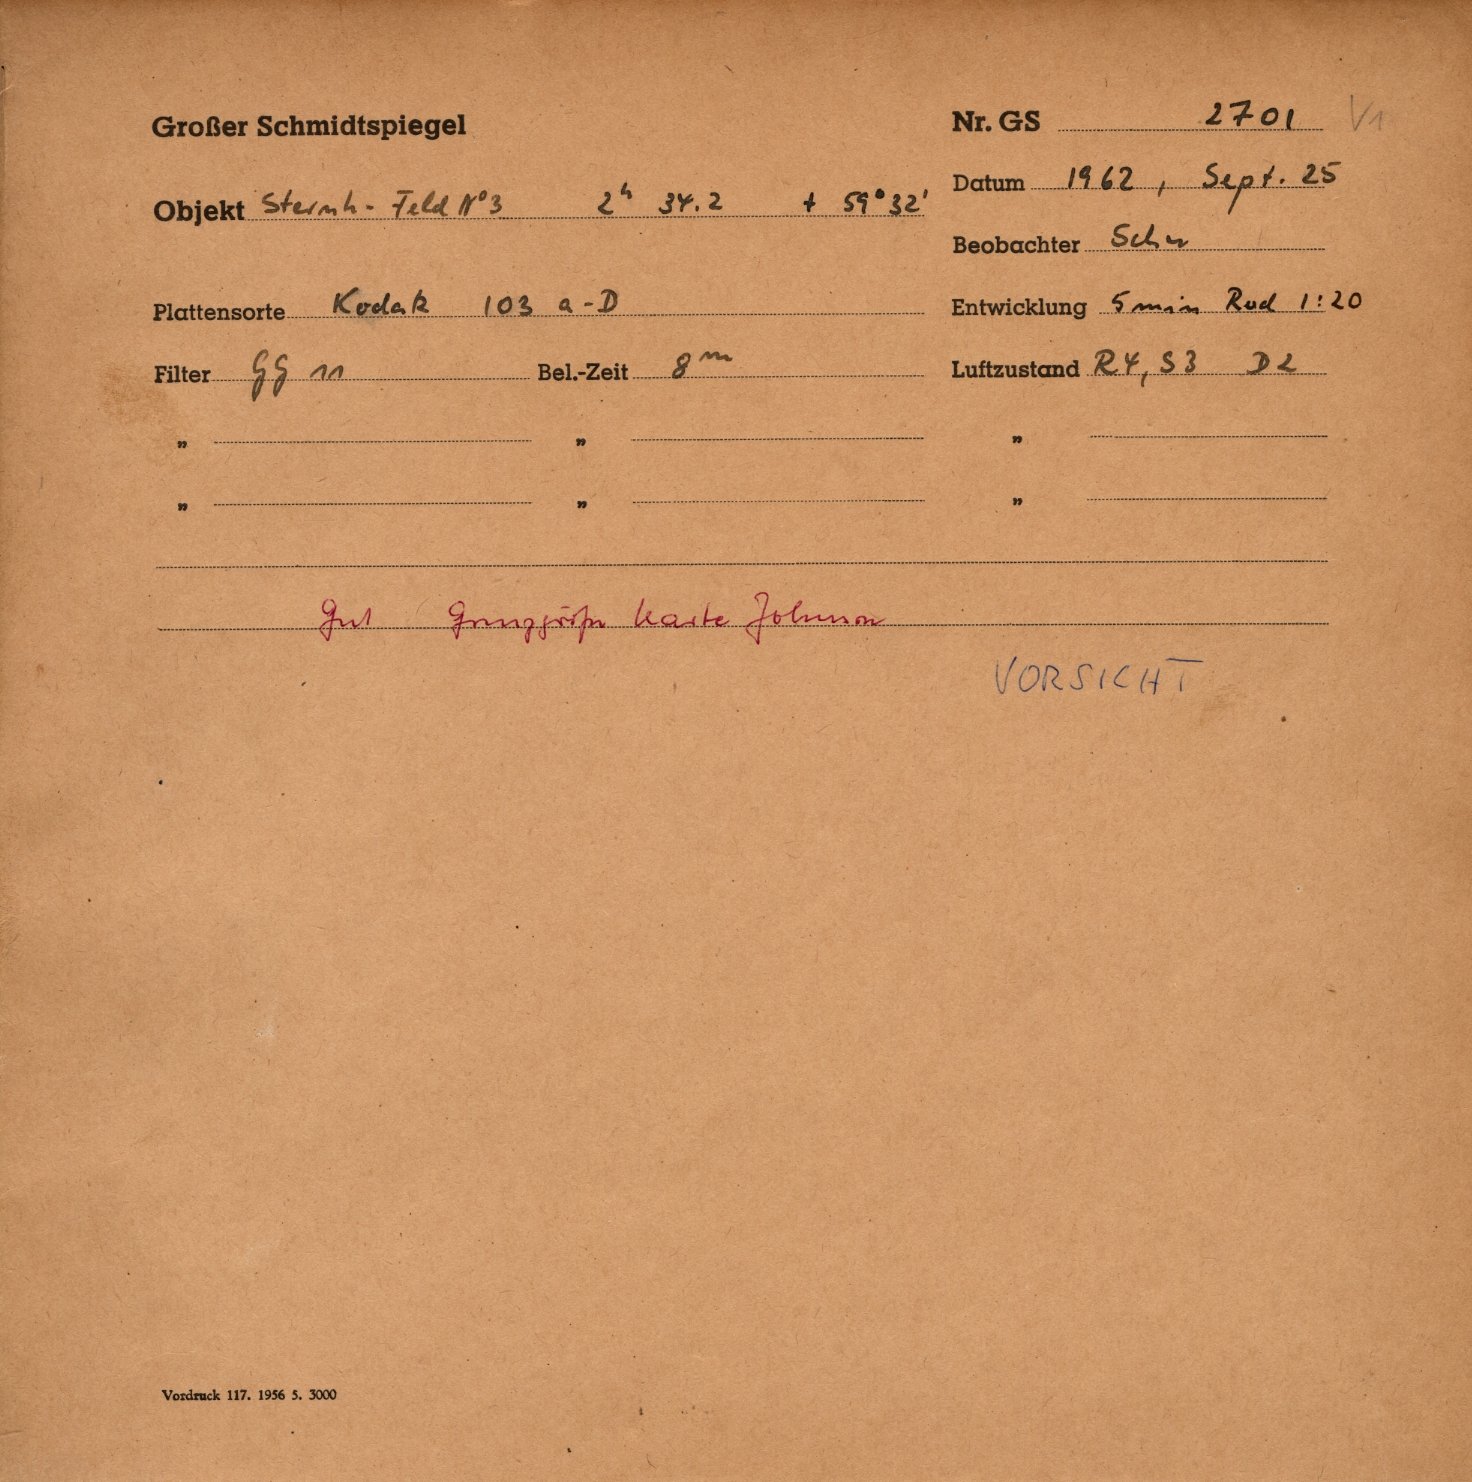 Großer Schmidtspiegel
Nr. GS 2701 V1
Datum 1962, Sept. 25
Objekt Sternh-Feld N°3 2h 34.2 + 59°32'
Beobachter Schw
Plattensorte Kodak 103 a-D
Entwicklung 5 min Rod 1:20
Filter GG 11 Bel.-Zeit 8m
Luftzustand R4, S3 D2
„ „ „
„ „ „
Gut Grenzgröße Karte Johnson
VORSICHT
Vordruck 117. 1956 5. 3000